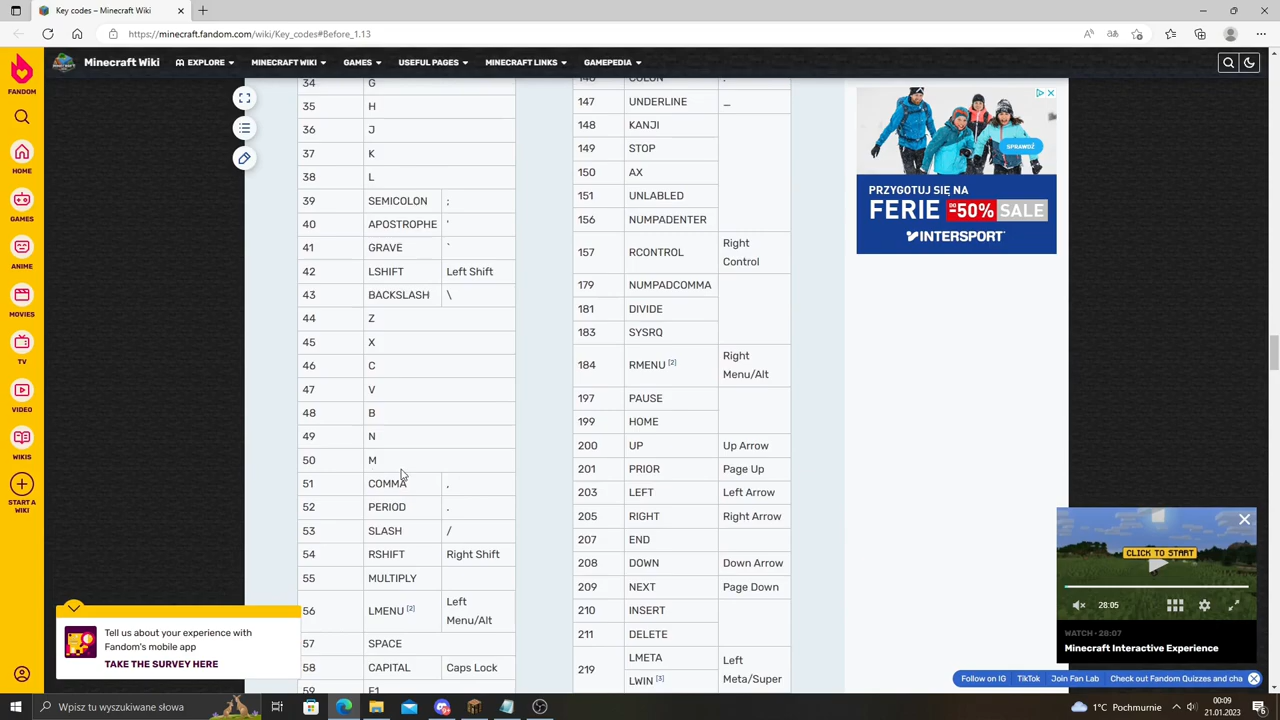 Key codes – Minecraft Wiki
https://minecraft.fandom.com/wiki/Key_codes#Before_1.13
FANDOM
Minecraft Wiki
EXPLORE
MINECRAFT WIKI
GAMES
USEFUL PAGES
MINECRAFT LINKS
GAMEPEDIA
HOME
GAMES
ANIME
MOVIES
TV
VIDEO
WIKIS
START A
WIKI
34 G
35 H
36 J
37 K
38 L
39 SEMICOLON ;
40 APOSTROPHE '
41 GRAVE `
42 LSHIFT Left Shift
43 BACKSLASH \
44 Z
45 X
46 C
47 V
48 B
49 N
50 M
51 COMMA ,
52 PERIOD .
53 SLASH /
54 RSHIFT Right Shift
55 MULTIPLY
56 LMENU [2] Left
Menu/Alt
57 SPACE
58 CAPITAL Caps Lock
59 F1
146 COLON :
147 UNDERLINE _
148 KANJI
149 STOP
150 AX
151 UNLABLED
156 NUMPADENTER
157 RCONTROL Right
Control
179 NUMPADCOMMA
181 DIVIDE
183 SYSRQ
184 RMENU [2] Right
Menu/Alt
197 PAUSE
199 HOME
200 UP Up Arrow
201 PRIOR Page Up
203 LEFT Left Arrow
205 RIGHT Right Arrow
207 END
208 DOWN Down Arrow
209 NEXT Page Down
210 INSERT
211 DELETE
219 LMETA Left
LWIN [3] Meta/Super
SPRAWDŹ
PRZYGOTUJ SIĘ NA
FERIE DO -50% SALE
INTERSPORT
CLICK TO START
28:05
WATCH • 28:07
Minecraft Interactive Experience
Tell us about your experience with
Fandom's mobile app
TAKE THE SURVEY HERE
Follow on IG
TikTok
Join Fan Lab
Check out Fandom Quizzes and cha
Wpisz tu wyszukiwane słowa
1°C Pochmurnie
00:09
21.01.2023